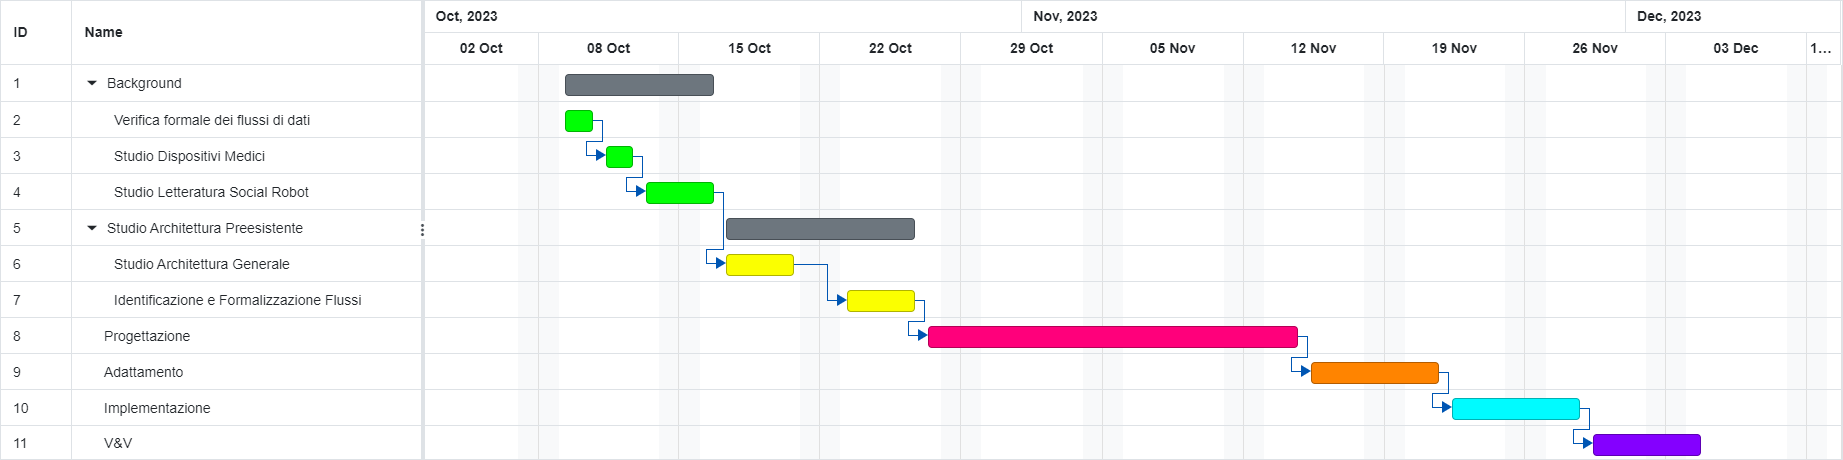 ID Name Oct, 2023 Nov, 2023 Dec, 2023
02 Oct 08 Oct 15 Oct 22 Oct 29 Oct 05 Nov 12 Nov 19 Nov 26 Nov 03 Dec 1...
1 Background
2 Verifica formale dei flussi di dati
3 Studio Dispositivi Medici
4 Studio Letteratura Social Robot
5 Studio Architettura Preesistente
6 Studio Architettura Generale
7 Identificazione e Formalizzazione Flussi
8 Progettazione
9 Adattamento
10 Implementazione
11 V&V